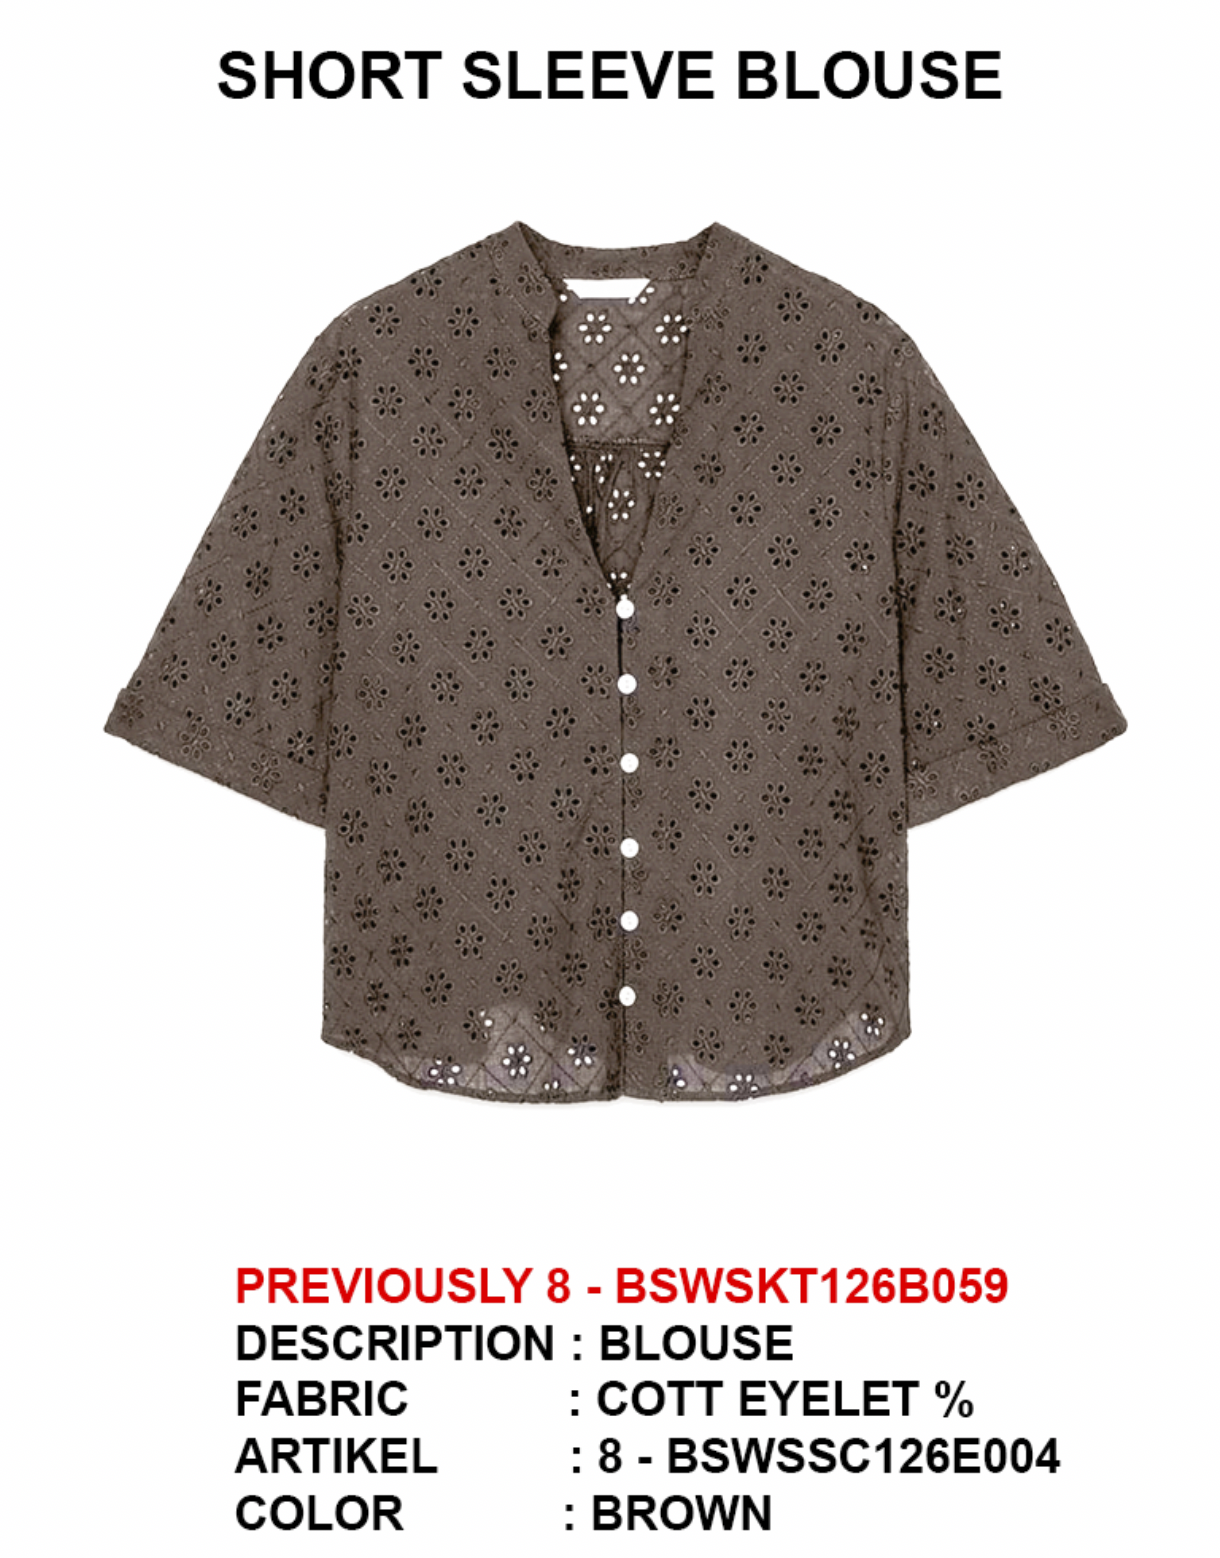 SHORT SLEEVE BLOUSE
PREVIOUSLY 8 - BSWSKT126B059
DESCRIPTION : BLOUSE
FABRIC : COTT EYELET %
ARTIKEL : 8 - BSWSSC126E004
COLOR : BROWN